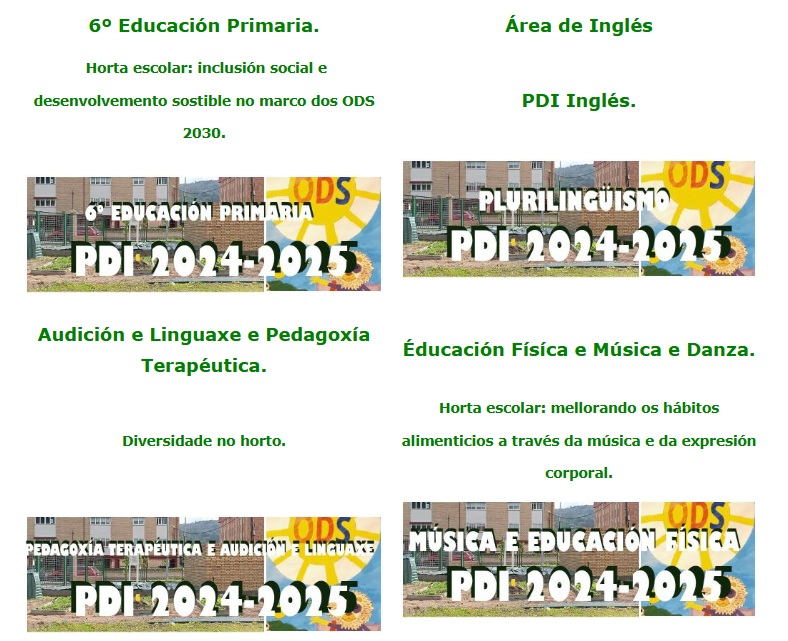 6º Educación Primaria.
Horta escolar: inclusión social e
desenvolvemento sostible no marco dos ODS
2030.
ODS
6º EDUCACIÓN PRIMARIA
PDI 2024-2025
Área de Inglés
PDI Inglés.
ODS
PLURILINGÜISMO
PDI 2024-2025
Audición e Linguaxe e Pedagoxía
Terapéutica.
Diversidade no horto.
ODS
PEDAGOXÍA TERAPÉUTICA E AUDICIÓN E LINGUAXE
PDI 2024-2025
Éducación Físíca e Música e Danza.
Horta escolar: mellorando os hábitos
alimenticios a través da música e da expresión
corporal.
ODS
MÚSICA E EDUCACIÓN FÍSICA
PDI 2024-2025